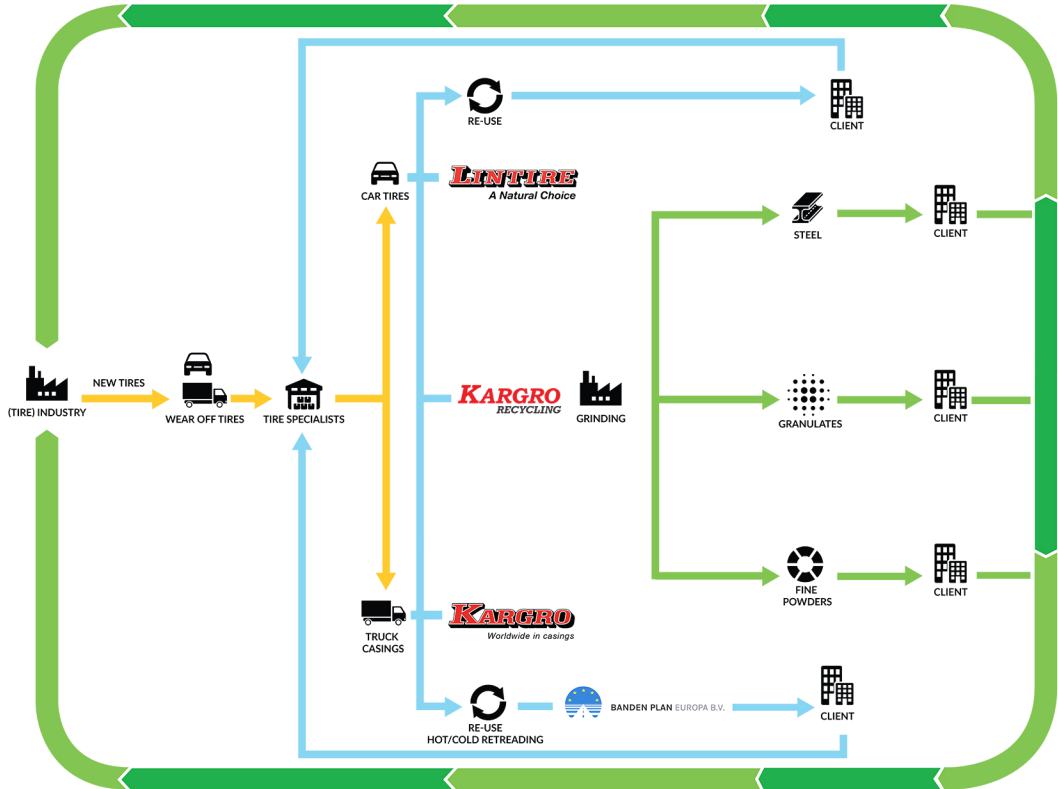 RE-USE
CLIENT
LINTIRE
A Natural Choice
CAR TIRES
STEEL
CLIENT
NEW TIRES
(TIRE) INDUSTRY
WEAR OFF TIRES
TIRE SPECIALISTS
KARGRO
RECYCLING
GRINDING
GRANULATES
CLIENT
FINE
POWDERS
CLIENT
TRUCK
CASINGS
KARGRO
Worldwide in casings
RE-USE
HOT/COLD RETREADING
BANDEN PLAN EUROPA B.V.
CLIENT